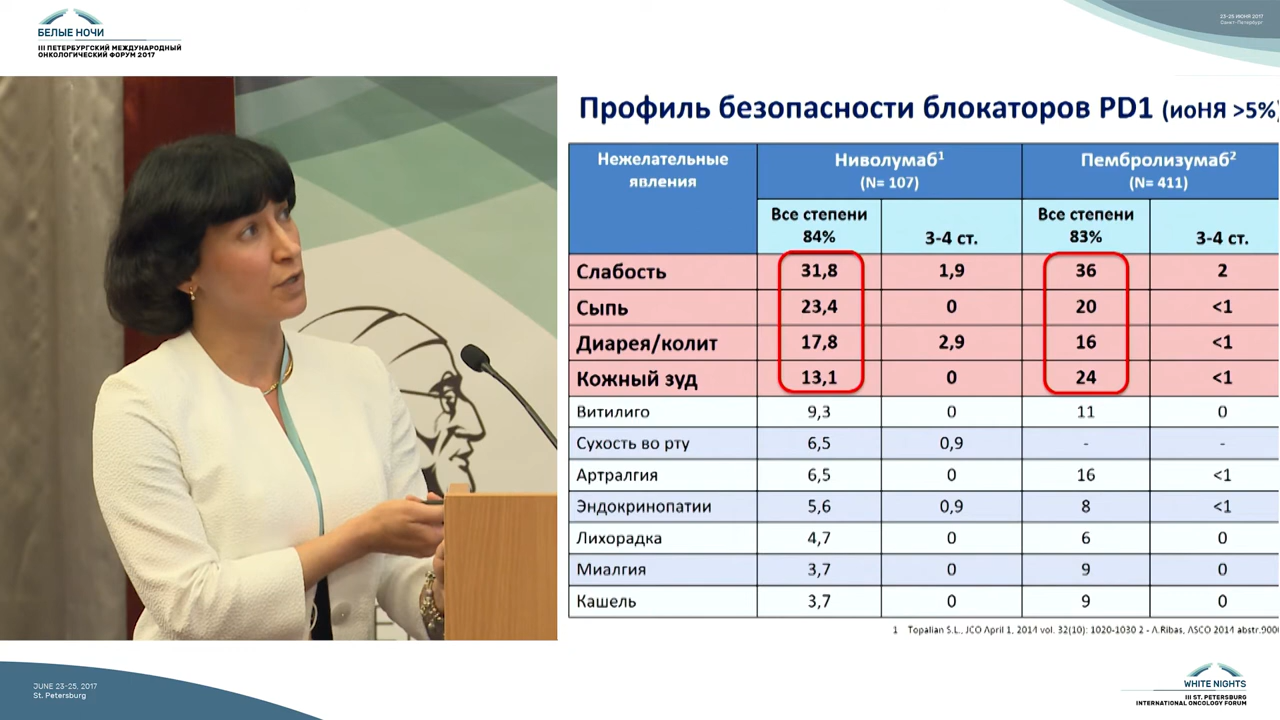 БЕЛЫЕ НОЧИ
III ПЕТЕРБУРГСКИЙ МЕЖДУНАРОДНЫЙ
ОНКОЛОГИЧЕСКИЙ ФОРУМ 2017
23-25 ИЮНЯ 2017
Санкт-Петербург
Профиль безопасности блокаторов PD1 (иоНЯ >5%)
Нежелательные явления
Ниволумаб¹ (N= 107)
Пембролизумаб² (N= 411)
Все степени 84%
3-4 ст.
Все степени 83%
3-4 ст.
Слабость 31,8 1,9 36 2
Сыпь 23,4 0 20 <1
Диарея/колит 17,8 2,9 16 <1
Кожный зуд 13,1 0 24 <1
Витилиго 9,3 0 11 0
Сухость во рту 6,5 0,9 - -
Артралгия 6,5 0 16 <1
Эндокринопатии 5,6 0,9 8 <1
Лихорадка 4,7 0 6 0
Миалгия 3,7 0 9 0
Кашель 3,7 0 9 0
1 Topalian S.L., JCO April 1, 2014 vol. 32(10): 1020-1030 2 - A.Ribas, ASCO 2014 abstr.900
JUNE 23-25, 2017
St. Petersburg
WHITE NIGHTS
III ST. PETERSBURG
INTERNATIONAL ONCOLOGY FORUM